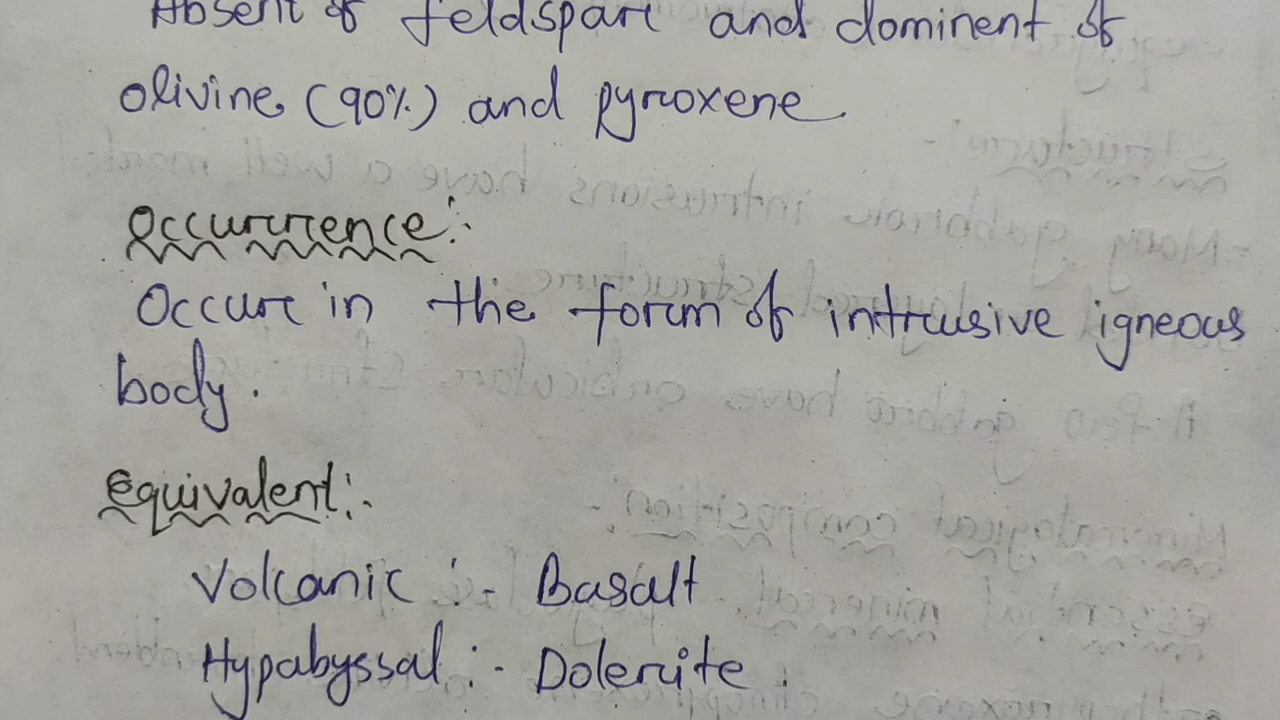 Absent of feldspar and dominent of
olivine (90%) and pyroxene.
Occurrence:-
Occur in the form of intrusive igneous
body.
Equivalent:-
Volcanic :- Basalt
Hypabyssal :- Dolerite.